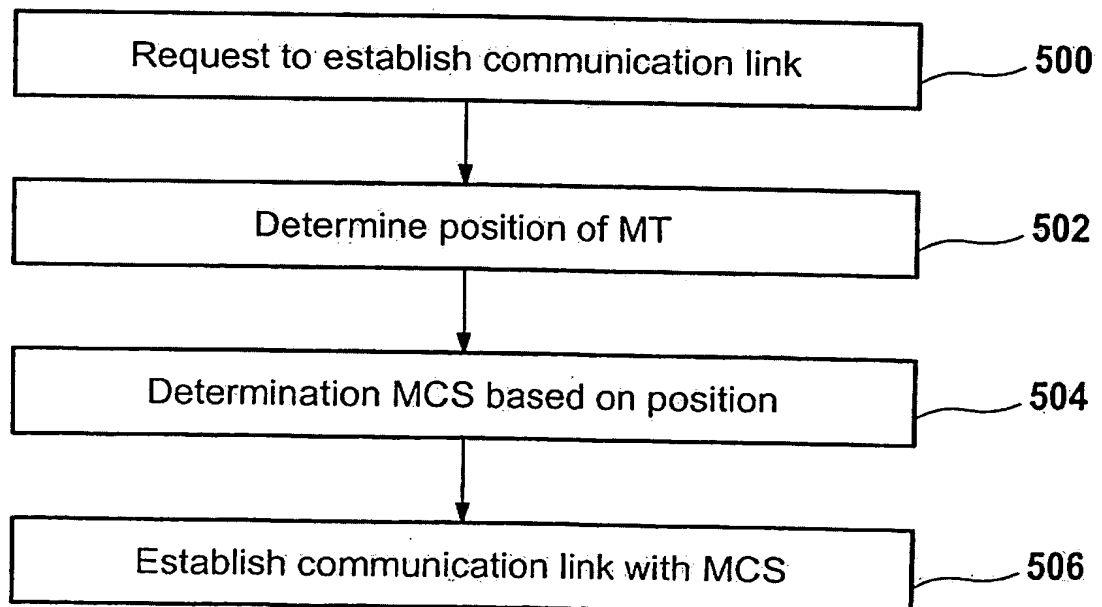 Request to establish communication link 500
Determine position of MT 502
Determination MCS based on position 504
Establish communication link with MCS 506